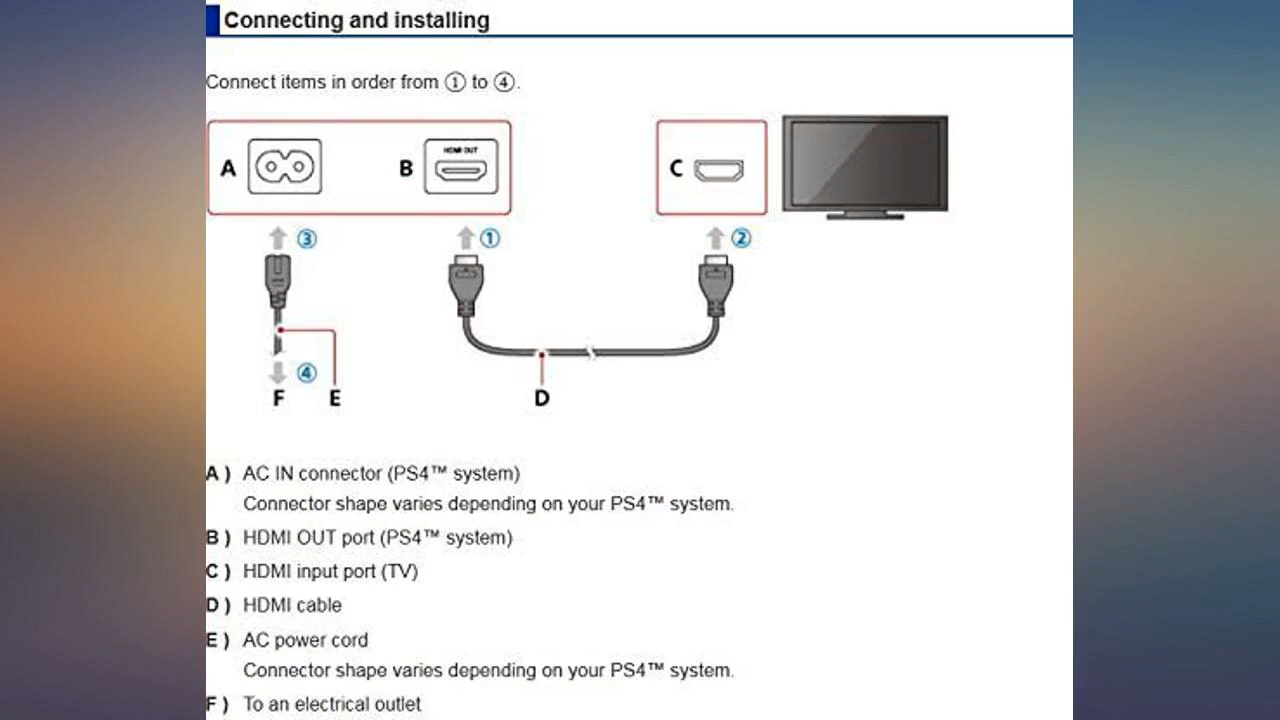 Connecting and installing
Connect items in order from ① to ④.
A B HDMI OUT C
③ ① ②
④
F E D
A ) AC IN connector (PS4™ system)
Connector shape varies depending on your PS4™ system.
B ) HDMI OUT port (PS4™ system)
C ) HDMI input port (TV)
D ) HDMI cable
E ) AC power cord
Connector shape varies depending on your PS4™ system.
F ) To an electrical outlet